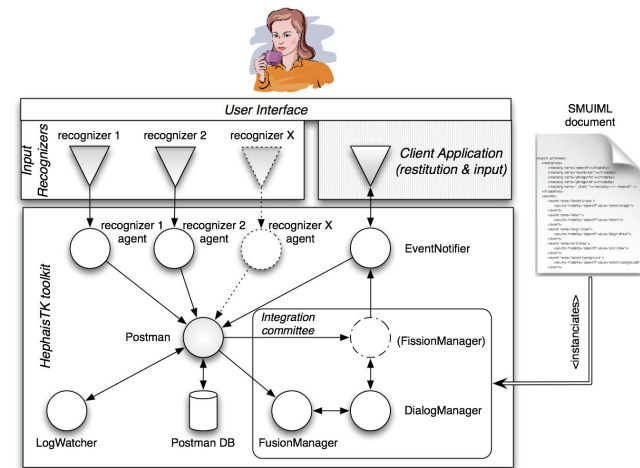 User Interface
SMUIML
document
Input
Recognizers
recognizer 1
recognizer 2
recognizer X
Client Application
(restitution & input)
HephaisTK toolkit
recognizer 1
agent
recognizer 2
agent
recognizer X
agent
EventNotifier
<instanciates>
Integration
committee
Postman
(FissionManager)
DialogManager
LogWatcher
Postman DB
FusionManager